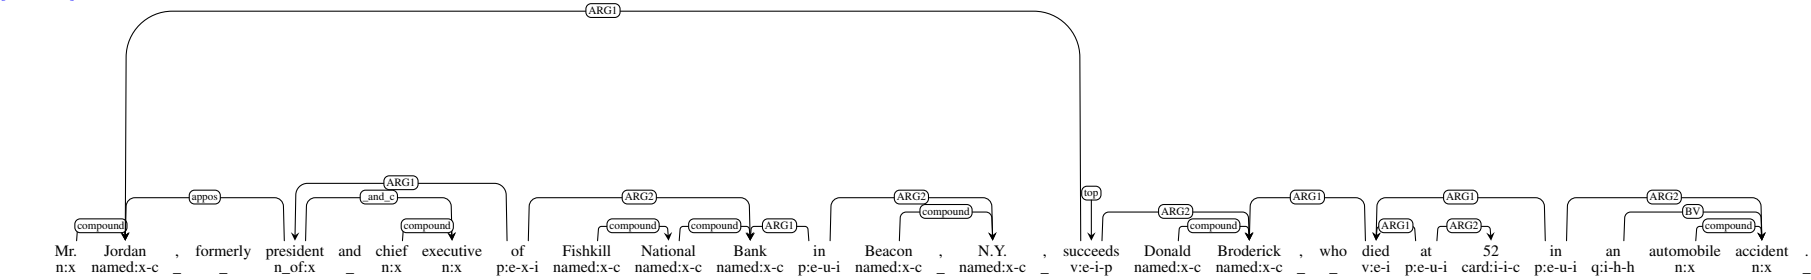 ARG1
top
ARG1
appos _and_c ARG2 ARG2 ARG1 ARG1 ARG2
compound ARG2 BV
compound compound compound compound ARG1 compound ARG1 ARG2 compound
Mr. Jordan , formerly president and chief executive of Fishkill National Bank in Beacon , N.Y. , succeeds Donald Broderick , who died at 52 in an automobile accident .
n:x named:x-c _ _ n_of:x _ n:x n:x p:e-x-i named:x-c named:x-c named:x-c p:e-u-i named:x-c _ named:x-c _ v:e-i-p named:x-c named:x-c _ _ v:e-i p:e-u-i card:i-i-c p:e-u-i q:i-h-h n:x n:x _